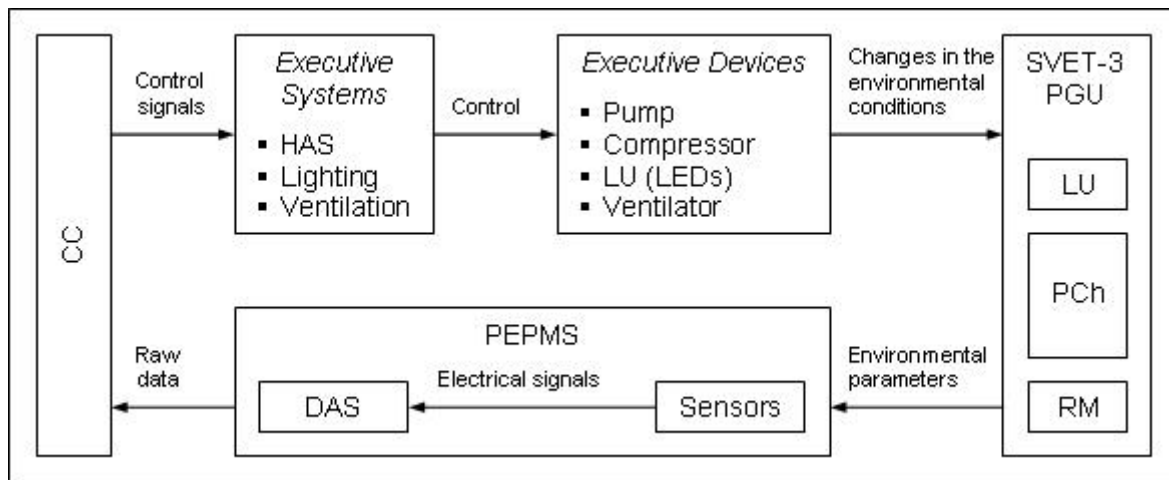 CC
Control
signals
Executive
Systems
▪ HAS
▪ Lighting
▪ Ventilation
Control
Executive Devices
▪ Pump
▪ Compressor
▪ LU (LEDs)
▪ Ventilator
Changes in the
environmental
conditions
SVET-3
PGU
LU
PCh
RM
Environmental
parameters
PEPMS
Sensors
Electrical signals
DAS
Raw
data